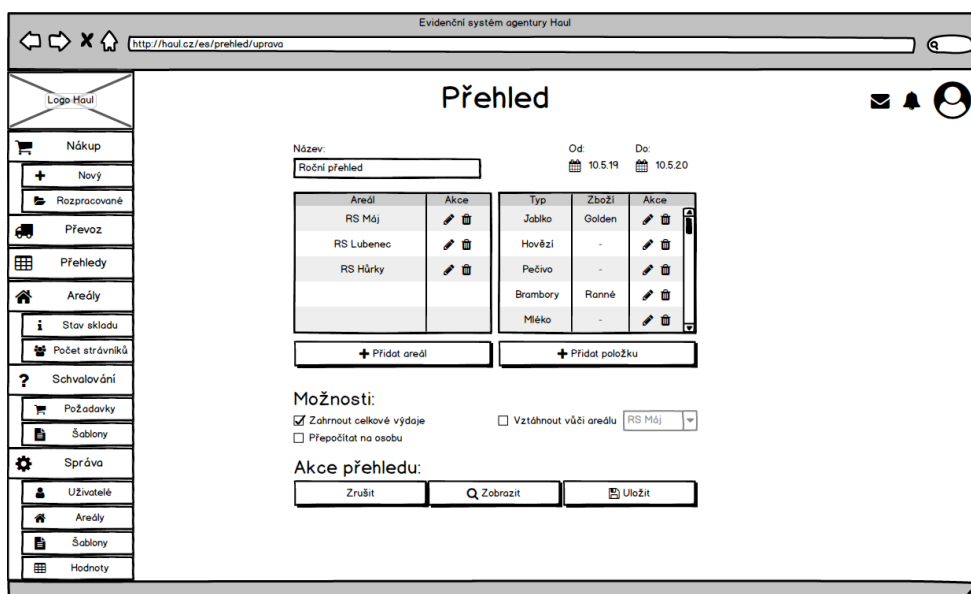 Evidenční systém agentury Haul
http://haul.cz/es/prehled/uprava
Logo Haul
Přehled
Nákup
Nový
Rozpracované
Převoz
Přehledy
Areály
Stav skladu
Počet strávníků
Schvalování
Požadavky
Šablony
Správa
Uživatelé
Areály
Šablony
Hodnoty
Název:
Od:
Do:
Roční přehled
10.5.19
10.5.20
Areál Akce
RS Máj
RS Lubenec
RS Hůrky
Přidat areál
Typ Zboží Akce
Jablko Golden
Hovězí -
Pečivo -
Brambory Ranné
Mléko -
Přidat položku
Možnosti:
Zahrnout celkové výdaje
Vztáhnout vůči areálu RS Máj
Přepočítat na osobu
Akce přehledu:
Zrušit
Zobrazit
Uložit